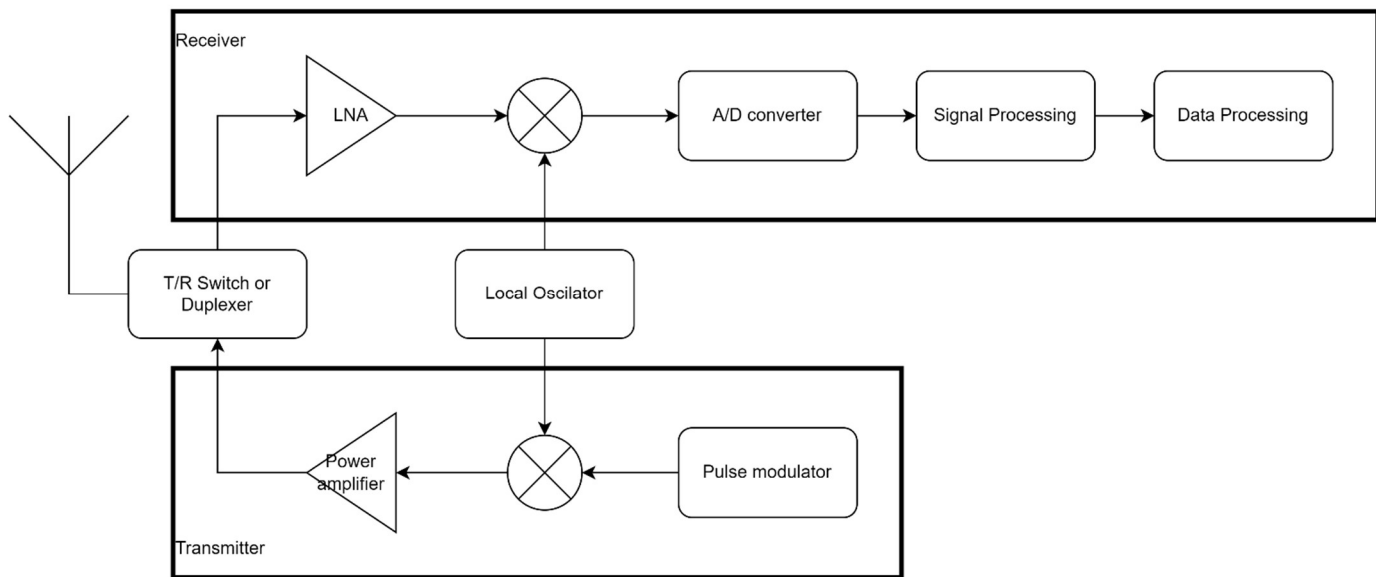 Receiver
LNA
A/D converter
Signal Processing
Data Processing
T/R Switch or
Duplexer
Local Oscilator
Power
amplifier
Pulse modulator
Transmitter